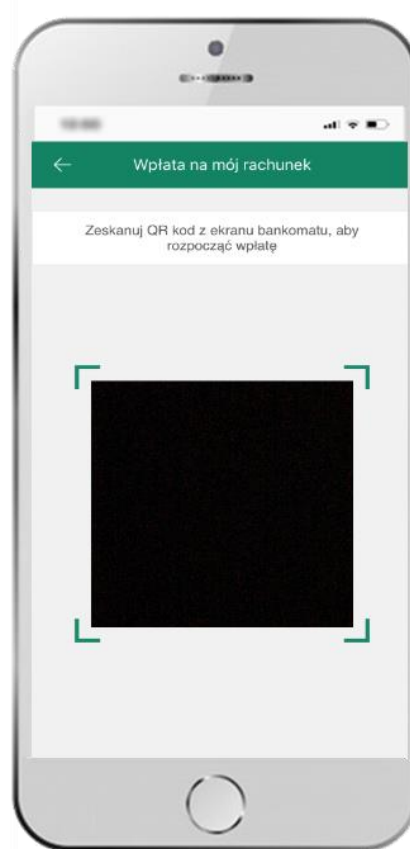 Wpłata na mój rachunek
Zeskanuj QR kod z ekranu bankomatu, aby
rozpocząć wpłatę